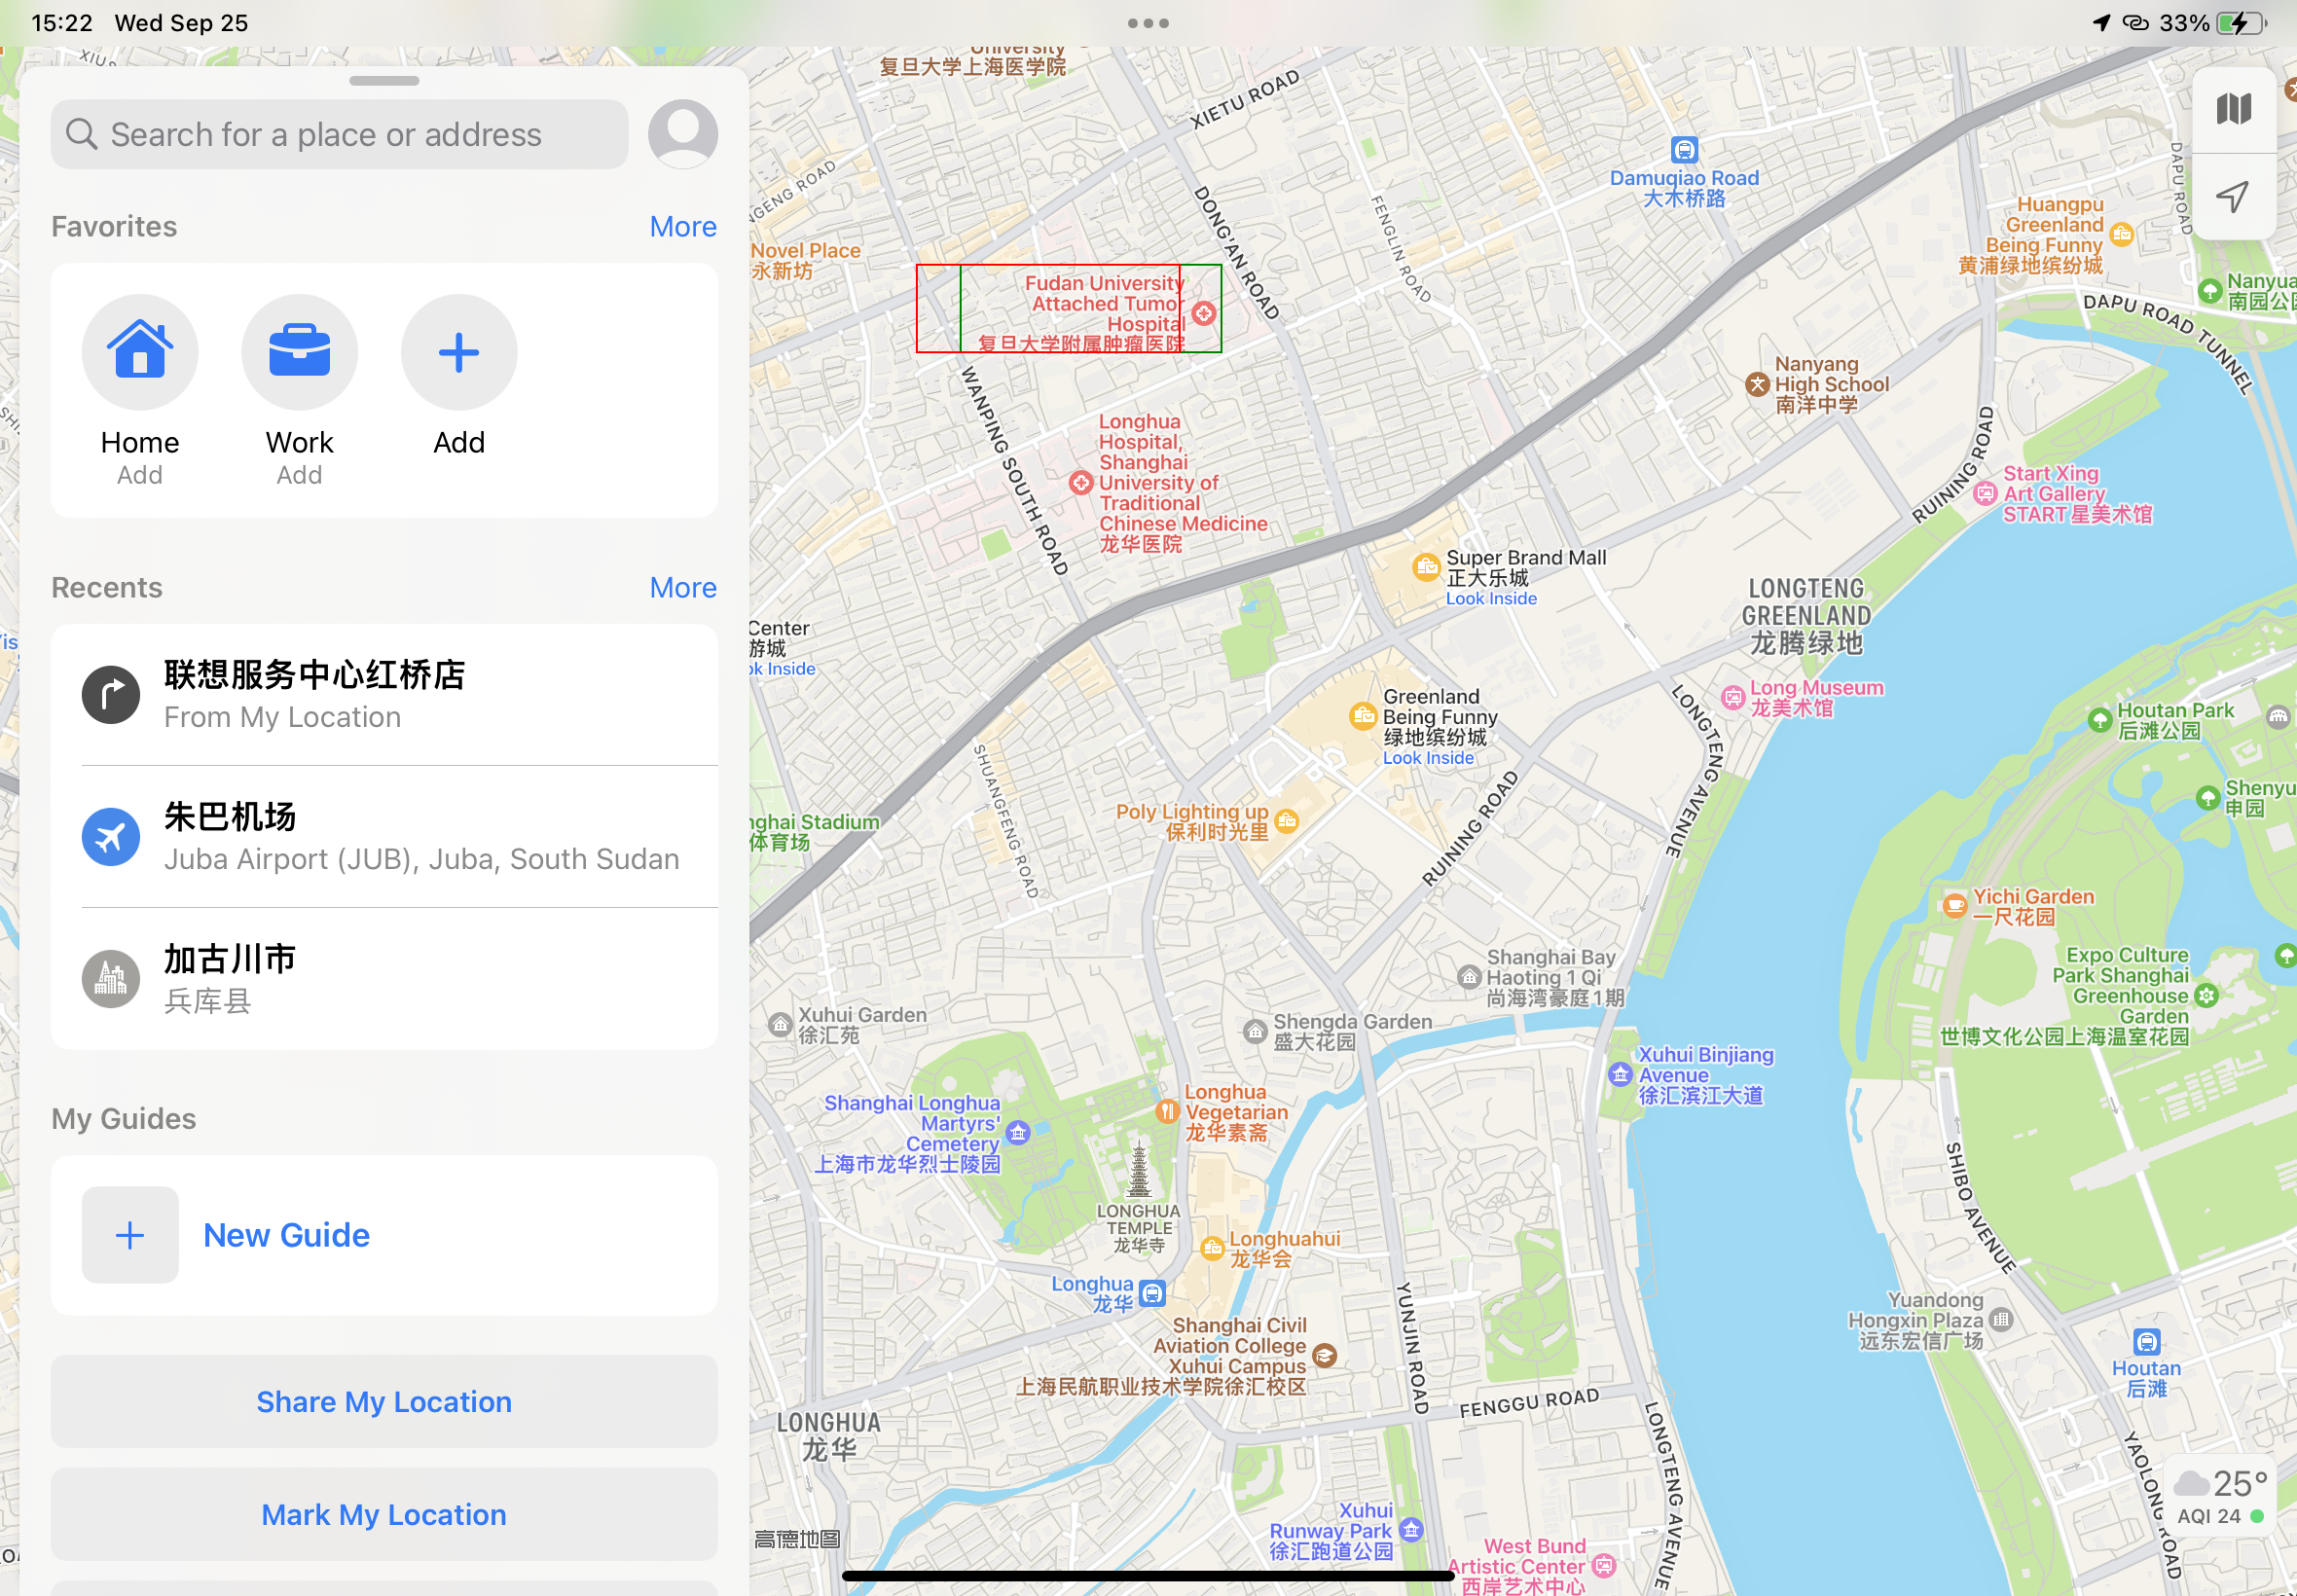 15:22 Wed Sep 25
33%
Search for a place or address
Favorites
More
Home
Add
Work
Add
Add
Recents
More
联想服务中心红桥店
From My Location
朱巴机场
Juba Airport (JUB), Juba, South Sudan
加古川市
兵库县
My Guides
New Guide
Share My Location
Mark My Location
University
复旦大学上海医学院
XIETU ROAD
DONG'AN ROAD
FENGLIN ROAD
Damuqiao Road
大木桥路
DAPU ROAD
Huangpu
Greenland
Being Funny
黄浦绿地缤纷城
DAPU ROAD TUNNEL
Novel Place
永新坊
Fudan University
Attached Tumor
Hospital
复旦大学附属肿瘤医院
WANPING SOUTH ROAD
Nanyang
High School
南洋中学
Longhua
Hospital,
Shanghai
University of
Traditional
Chinese Medicine
龙华医院
RUINING ROAD
Start Xing
Art Gallery
START 星美术馆
Super Brand Mall
正大乐城
Look Inside
LONGTENG
GREENLAND
龙腾绿地
Center
游城
Long Museum
龙美术馆
Greenland
Being Funny
绿地缤纷城
Look Inside
LONGTENG AVENUE
Houtan Park
后滩公园
申园
SHUANGFENG ROAD
Poly Lighting up
保利时光里
RUINING ROAD
Stadium
体育场
Yichi Garden
一尺花园
Expo Culture
Park Shanghai
Greenhouse
Garden
世博文化公园上海温室花园
Shanghai Bay
Haoting 1 Qi
尚海湾豪庭1期
Xuhui Garden
徐汇苑
Shengda Garden
盛大花园
Xuhui Binjiang
Avenue
徐汇滨江大道
Longhua
Vegetarian
龙华素斋
Shanghai Longhua
Martyrs'
Cemetery
上海市龙华烈士陵园
LONGHUA
TEMPLE
龙华寺
Longhuahui
龙华会
SHIBO AVENUE
Longhua
龙华
YUNJIN ROAD
Yuandong
Hongxin Plaza
远东宏信广场
Shanghai Civil
Aviation College
Xuhui Campus
上海民航职业技术学院徐汇校区
Houtan
后滩
LONGHUA
龙华
FENGGU ROAD
LONGTENG AVENUE
YAOLONG ROAD
25°
AQI 24
高德地图
Xuhui
Runway Park
徐汇跑道公园
West Bund
Artistic Center
西岸艺术中心